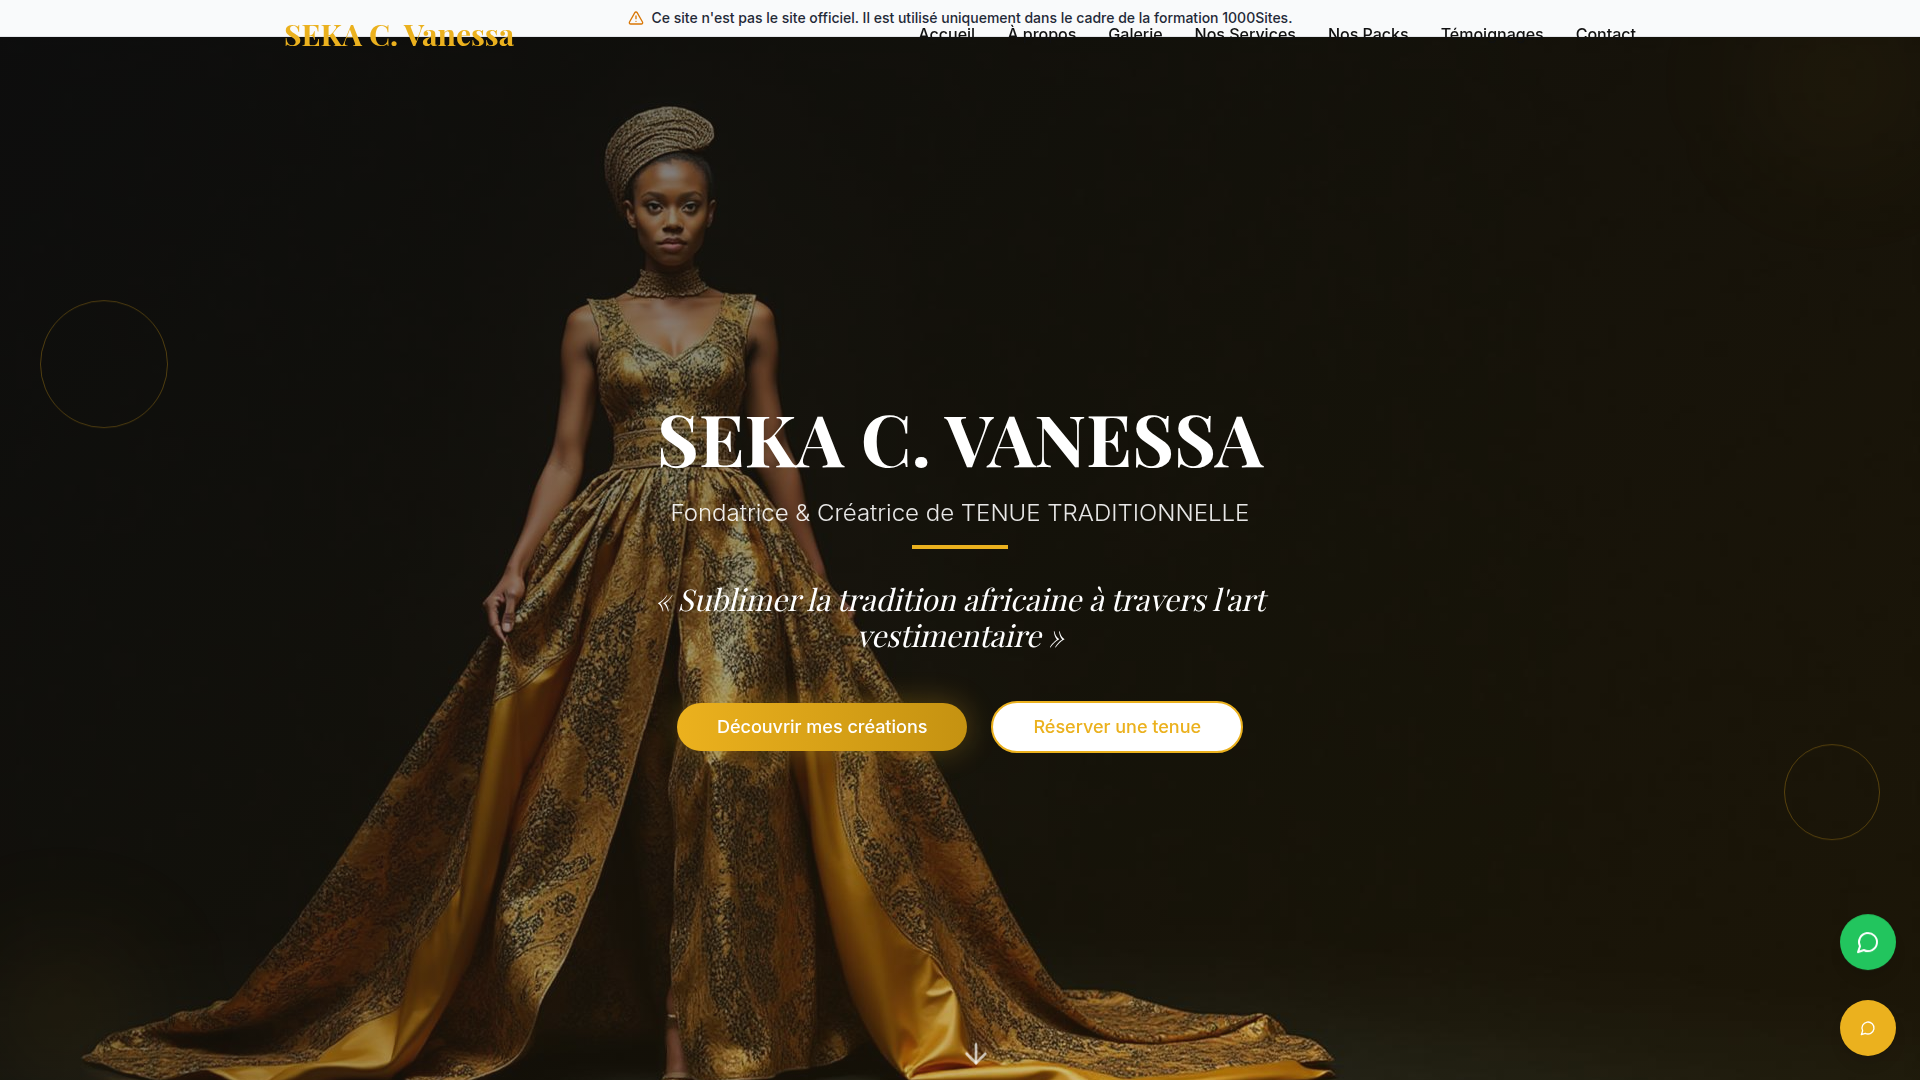 Ce site n'est pas le site officiel. Il est utilisé uniquement dans le cadre de la formation 1000Sites.
SEKA C. Vanessa
Accueil À propos Galerie Nos Services Nos Packs Témoignages Contact
SEKA C. VANESSA
Fondatrice & Créatrice de TENUE TRADITIONNELLE
« Sublimer la tradition africaine à travers l'art
vestimentaire »
Découvrir mes créations
Réserver une tenue